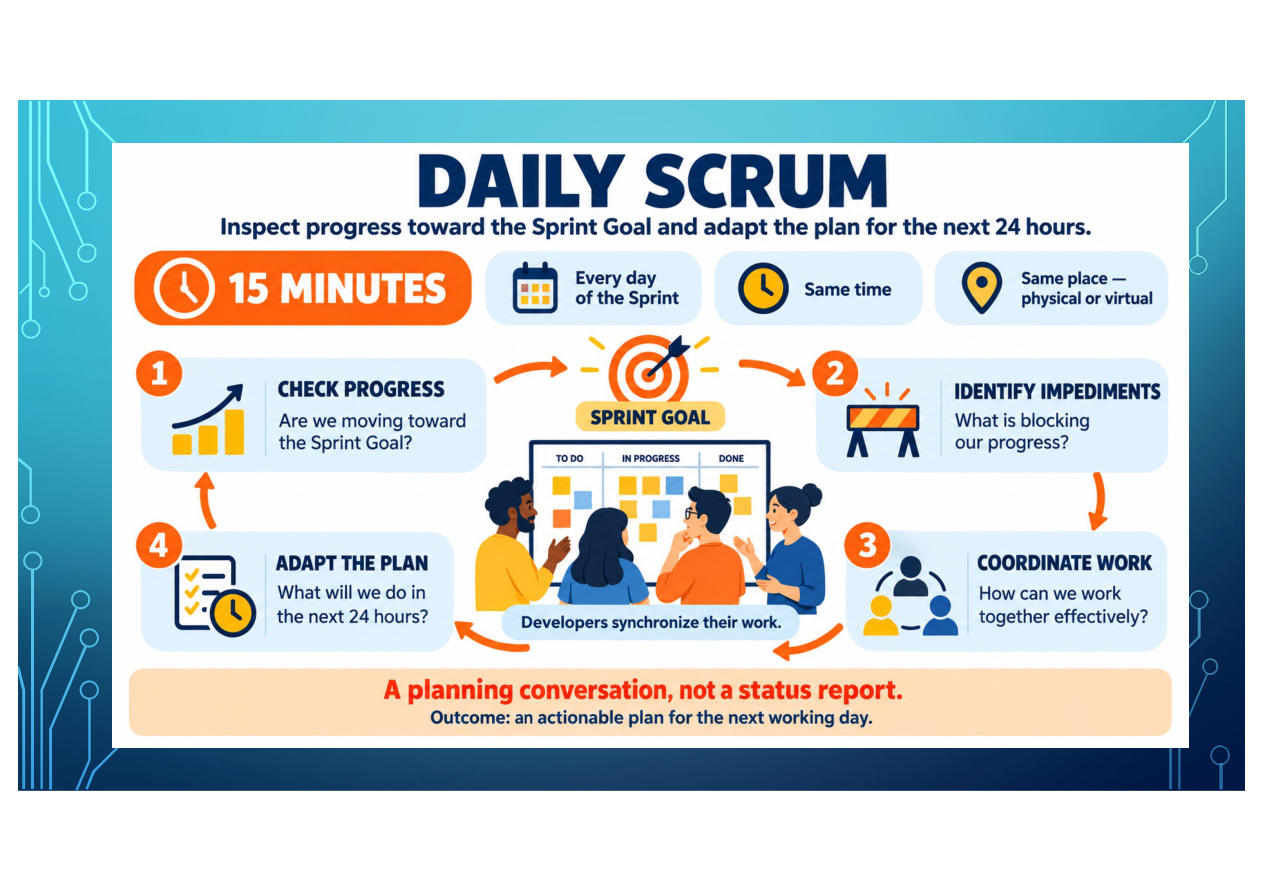 DAILY SCRUM
Inspect progress toward the Sprint Goal and adapt the plan for the next 24 hours.
15 MINUTES
Every day
of the Sprint
Same time
Same place —
physical or virtual
1
CHECK PROGRESS
Are we moving toward
the Sprint Goal?
SPRINT GOAL
2
IDENTIFY IMPEDIMENTS
What is blocking
our progress?
TO DO
IN PROGRESS
DONE
4
ADAPT THE PLAN
What will we do in
the next 24 hours?
3
COORDINATE WORK
How can we work
together effectively?
Developers synchronize their work.
A planning conversation, not a status report.
Outcome: an actionable plan for the next working day.